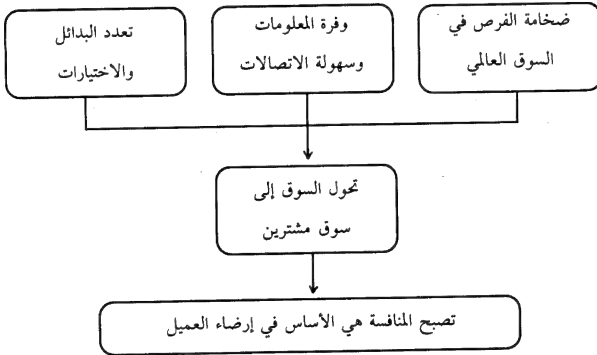 ضخامة الفرص في
السوق العالمي
وفرة المعلومات
وسهولة الاتصالات
تعدد البدائل
والاختيارات
تحول السوق إلى
سوق مشترين
تصبح المنافسة هي الأساس في إرضاء العميل